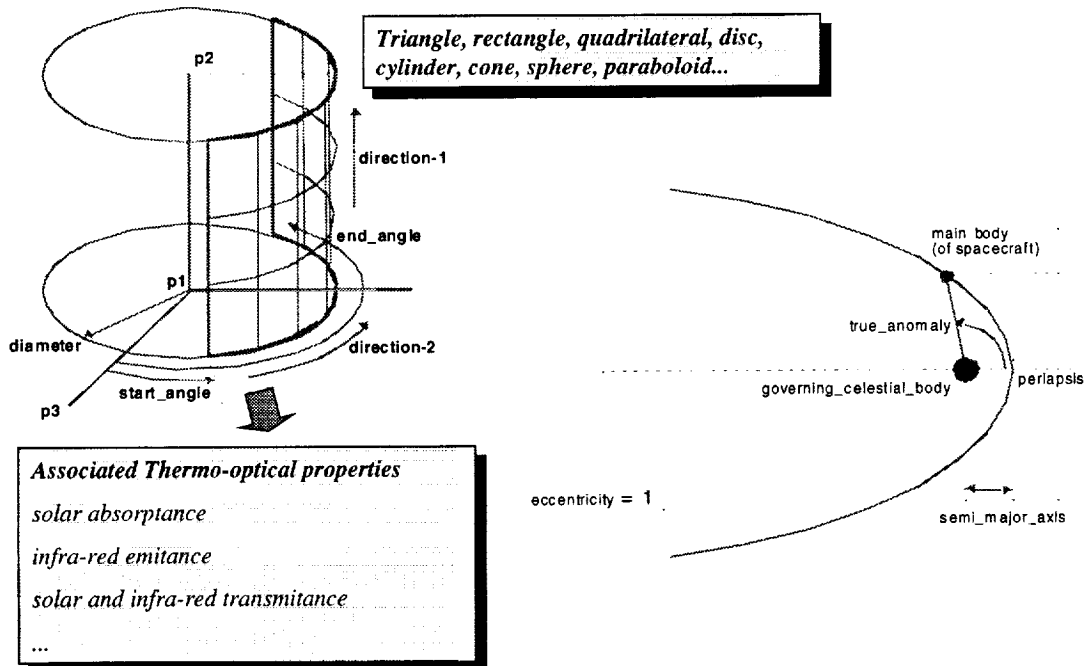 p2
Triangle, rectangle, quadrilateral, disc,
cylinder, cone, sphere, paraboloid...
direction-1
end_angle
p1
diameter
direction-2
start_angle
p3
Associated Thermo-optical properties
solar absorptance
infra-red emitance
solar and infra-red transmitance
...
main body
(of spacecraft)
true_anomaly
governing_celestial_body
periapsis
eccentricity = 1
semi_major_axis